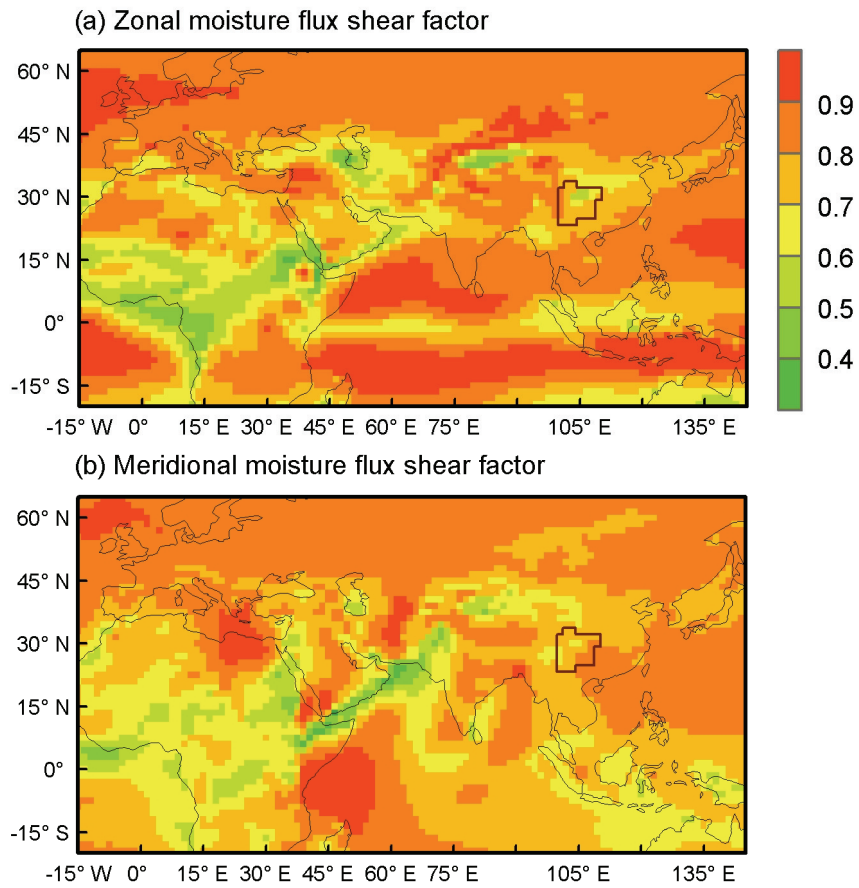 (a) Zonal moisture flux shear factor
60° N
45° N
30° N
15° N
0°
-15° S
-15° W 0° 15° E 30° E 45° E 60° E 75° E 105° E 135° E
0.9
0.8
0.7
0.6
0.5
0.4
(b) Meridional moisture flux shear factor
60° N
45° N
30° N
15° N
0°
-15° S
-15° W 0° 15° E 30° E 45° E 60° E 75° E 105° E 135° E